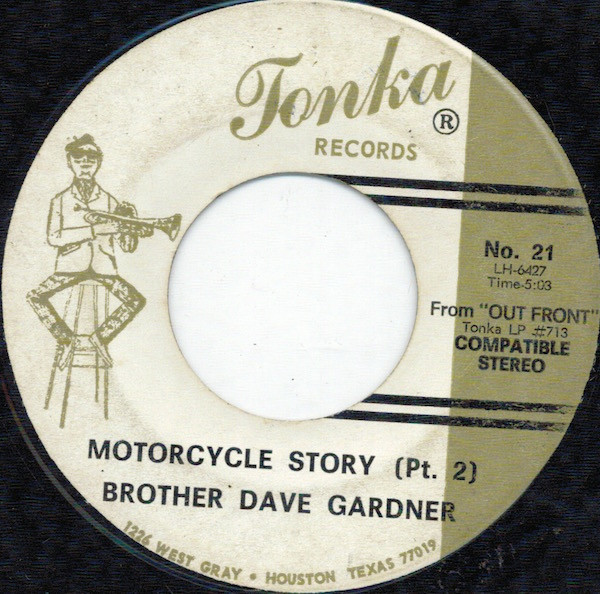 Tonka
®
RECORDS
No. 21
LH-6427
Time-5:03
From "OUT FRONT"
Tonka LP #713
COMPATIBLE
STEREO
MOTORCYCLE STORY (Pt. 2)
BROTHER DAVE GARDNER
1226 WEST GRAY • HOUSTON TEXAS 77019